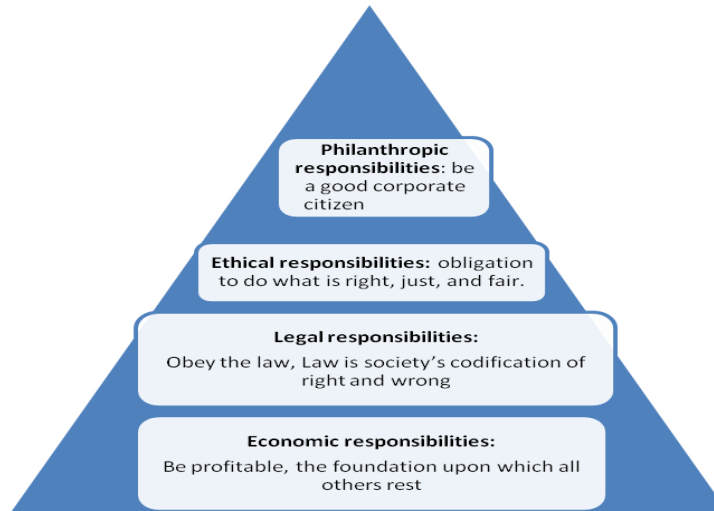 Philanthropic
responsibilities: be
a good corporate
citizen
Ethical responsibilities: obligation
to do what is right, just, and fair.
Legal responsibilities:
Obey the law, Law is society’s codification of
right and wrong
Economic responsibilities:
Be profitable, the foundation upon which all
others rest